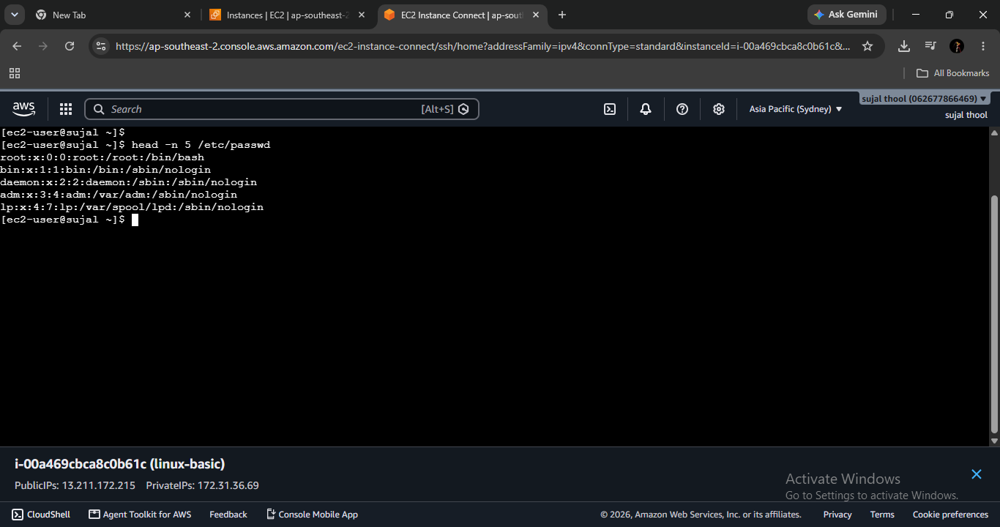 New Tab
Instances | EC2 | ap-southeast-2
EC2 Instance Connect | ap-sout
Ask Gemini
https://ap-southeast-2.console.aws.amazon.com/ec2-instance-connect/ssh/home?addressFamily=ipv4&connType=standard&instanceId=i-00a469cbca8c0b61c&...
All Bookmarks
aws
Search
[Alt+S]
Asia Pacific (Sydney)
sujal thool (062677866469)
sujal thool
[ec2-user@sujal ~]$
[ec2-user@sujal ~]$ head -n 5 /etc/passwd
root:x:0:0:root:/root:/bin/bash
bin:x:1:1:bin:/bin:/sbin/nologin
daemon:x:2:2:daemon:/sbin:/sbin/nologin
adm:x:3:4:adm:/var/adm:/sbin/nologin
lp:x:4:7:lp:/var/spool/lpd:/sbin/nologin
[ec2-user@sujal ~]$
i-00a469cbca8c0b61c (linux-basic)
PublicIPs: 13.211.172.215 PrivateIPs: 172.31.36.69
Activate Windows
Go to Settings to activate Windows.
CloudShell
Agent Toolkit for AWS
Feedback
Console Mobile App
© 2026, Amazon Web Services, Inc. or its affiliates.
Privacy
Terms
Cookie preferences